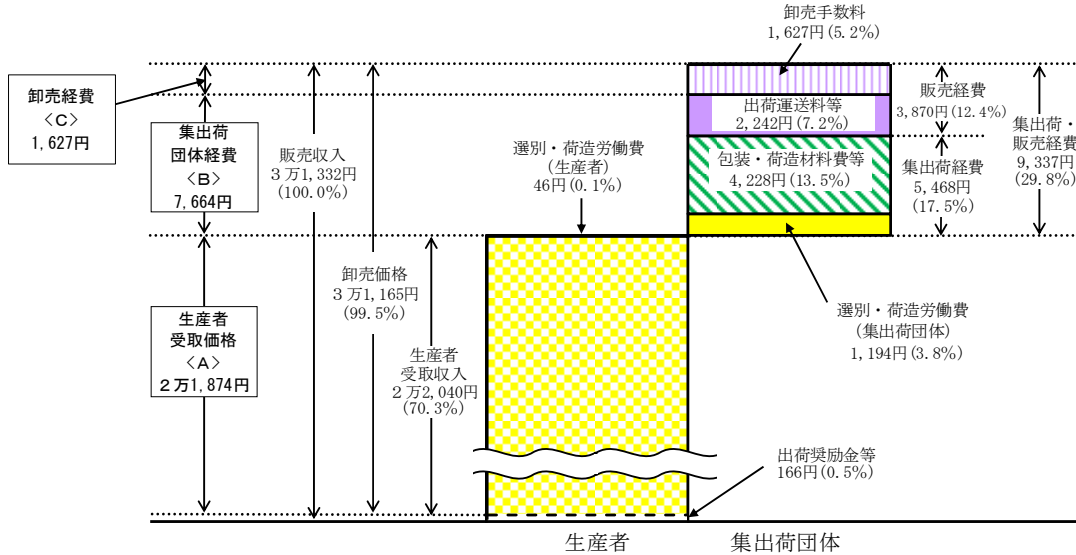 卸売手数料
1,627円(5.2%)
卸売経費
<C>
1,627円
集出荷
団体経費
<B>
7,664円
販売収入
3万1,332円
(100.0%)
選別・荷造労働費
(生産者)
46円(0.1%)
出荷運送料等
2,242円(7.2%)
包装・荷造材料費等
4,228円(13.5%)
販売経費
3,870円(12.4%)
集出荷経費
5,468円
(17.5%)
集出荷・
販売経費
9,337円
(29.8%)
生産者
受取価格
<A>
2万1,874円
卸売価格
3万1,165円
(99.5%)
生産者
受取収入
2万2,040円
(70.3%)
選別・荷造労働費
(集出荷団体)
1,194円(3.8%)
出荷奨励金等
166円(0.5%)
生産者
集出荷団体